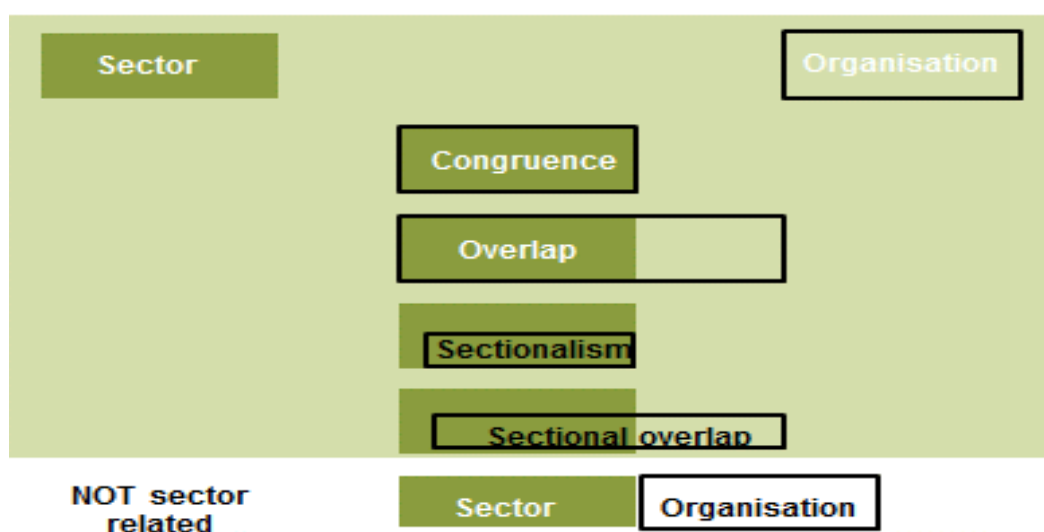 Sector
Organisation
Congruence
Overlap
Sectionalism
Sectional overlap
NOT sector
related
Sector
Organisation